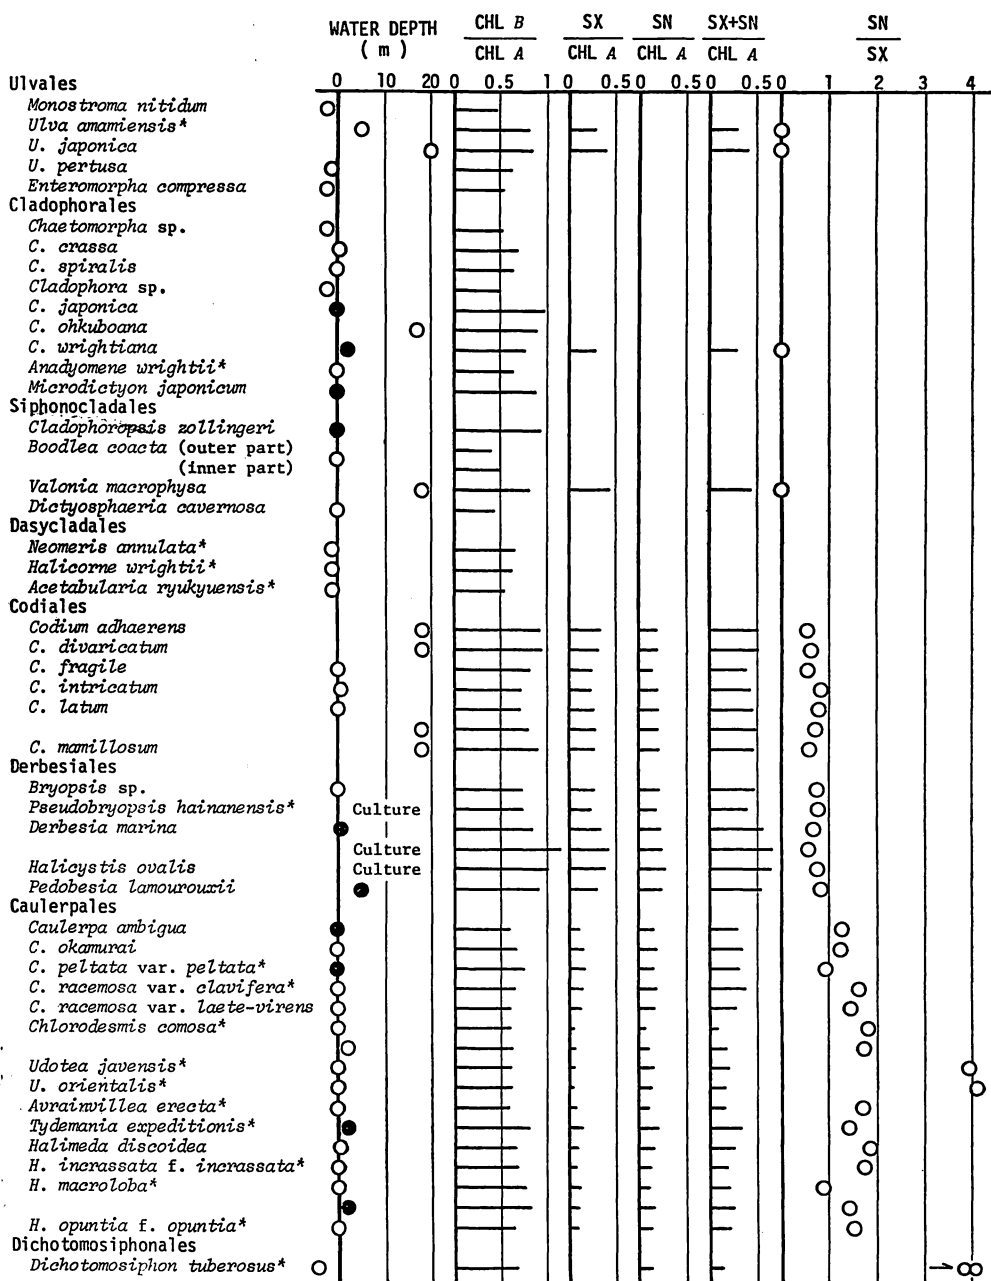 WATER DEPTH CHL B SX SN SX+SN SN
( m ) CHL A CHL A CHL A CHL A SX
Ulvales 0 10 20 0 0.5 1 0 0.5 0 0.5 0 0.5 0 1 2 3 4
Monostroma nitidum
Ulva amamiensis*
U. japonica
U. pertusa
Enteromorpha compressa
Cladophorales
Chaetomorpha sp.
C. crassa
C. spiralis
Cladophora sp.
C. japonica
C. ohkuboana
C. wrightiana
Anadyomene wrightii*
Microdictyon japonicum
Siphonocladales
Cladophoropsis zollingeri
Boodlea coacta (outer part)
(inner part)
Valonia macrophysa
Dictyosphaeria cavernosa
Dasycladales
Neomeris annulata*
Halicorne wrightii*
Acetabularia ryukyuensis*
Codiales
Codium adhaerens
C. divaricatum
C. fragile
C. intricatum
C. latum
C. mamillosum
Derbesiales
Bryopsis sp.
Pseudobryopsis hainanensis* Culture
Derbesia marina
Culture
Halicystis ovalis Culture
Pedobesia lamourouxii
Caulerpales
Caulerpa ambigua
C. okamurai
C. peltata var. peltata*
C. racemosa var. clavifera*
C. racemosa var. laete-virens
Chlorodesmis comosa*
Udotea javensis*
U. orientalis*
Avrainvillea erecta*
Tydemania expeditionis*
Halimeda discoidea
H. incrassata f. incrassata*
H. macroloba*
H. opuntia f. opuntia*
Dichotomosiphonales
Dichotomosiphon tuberosus*